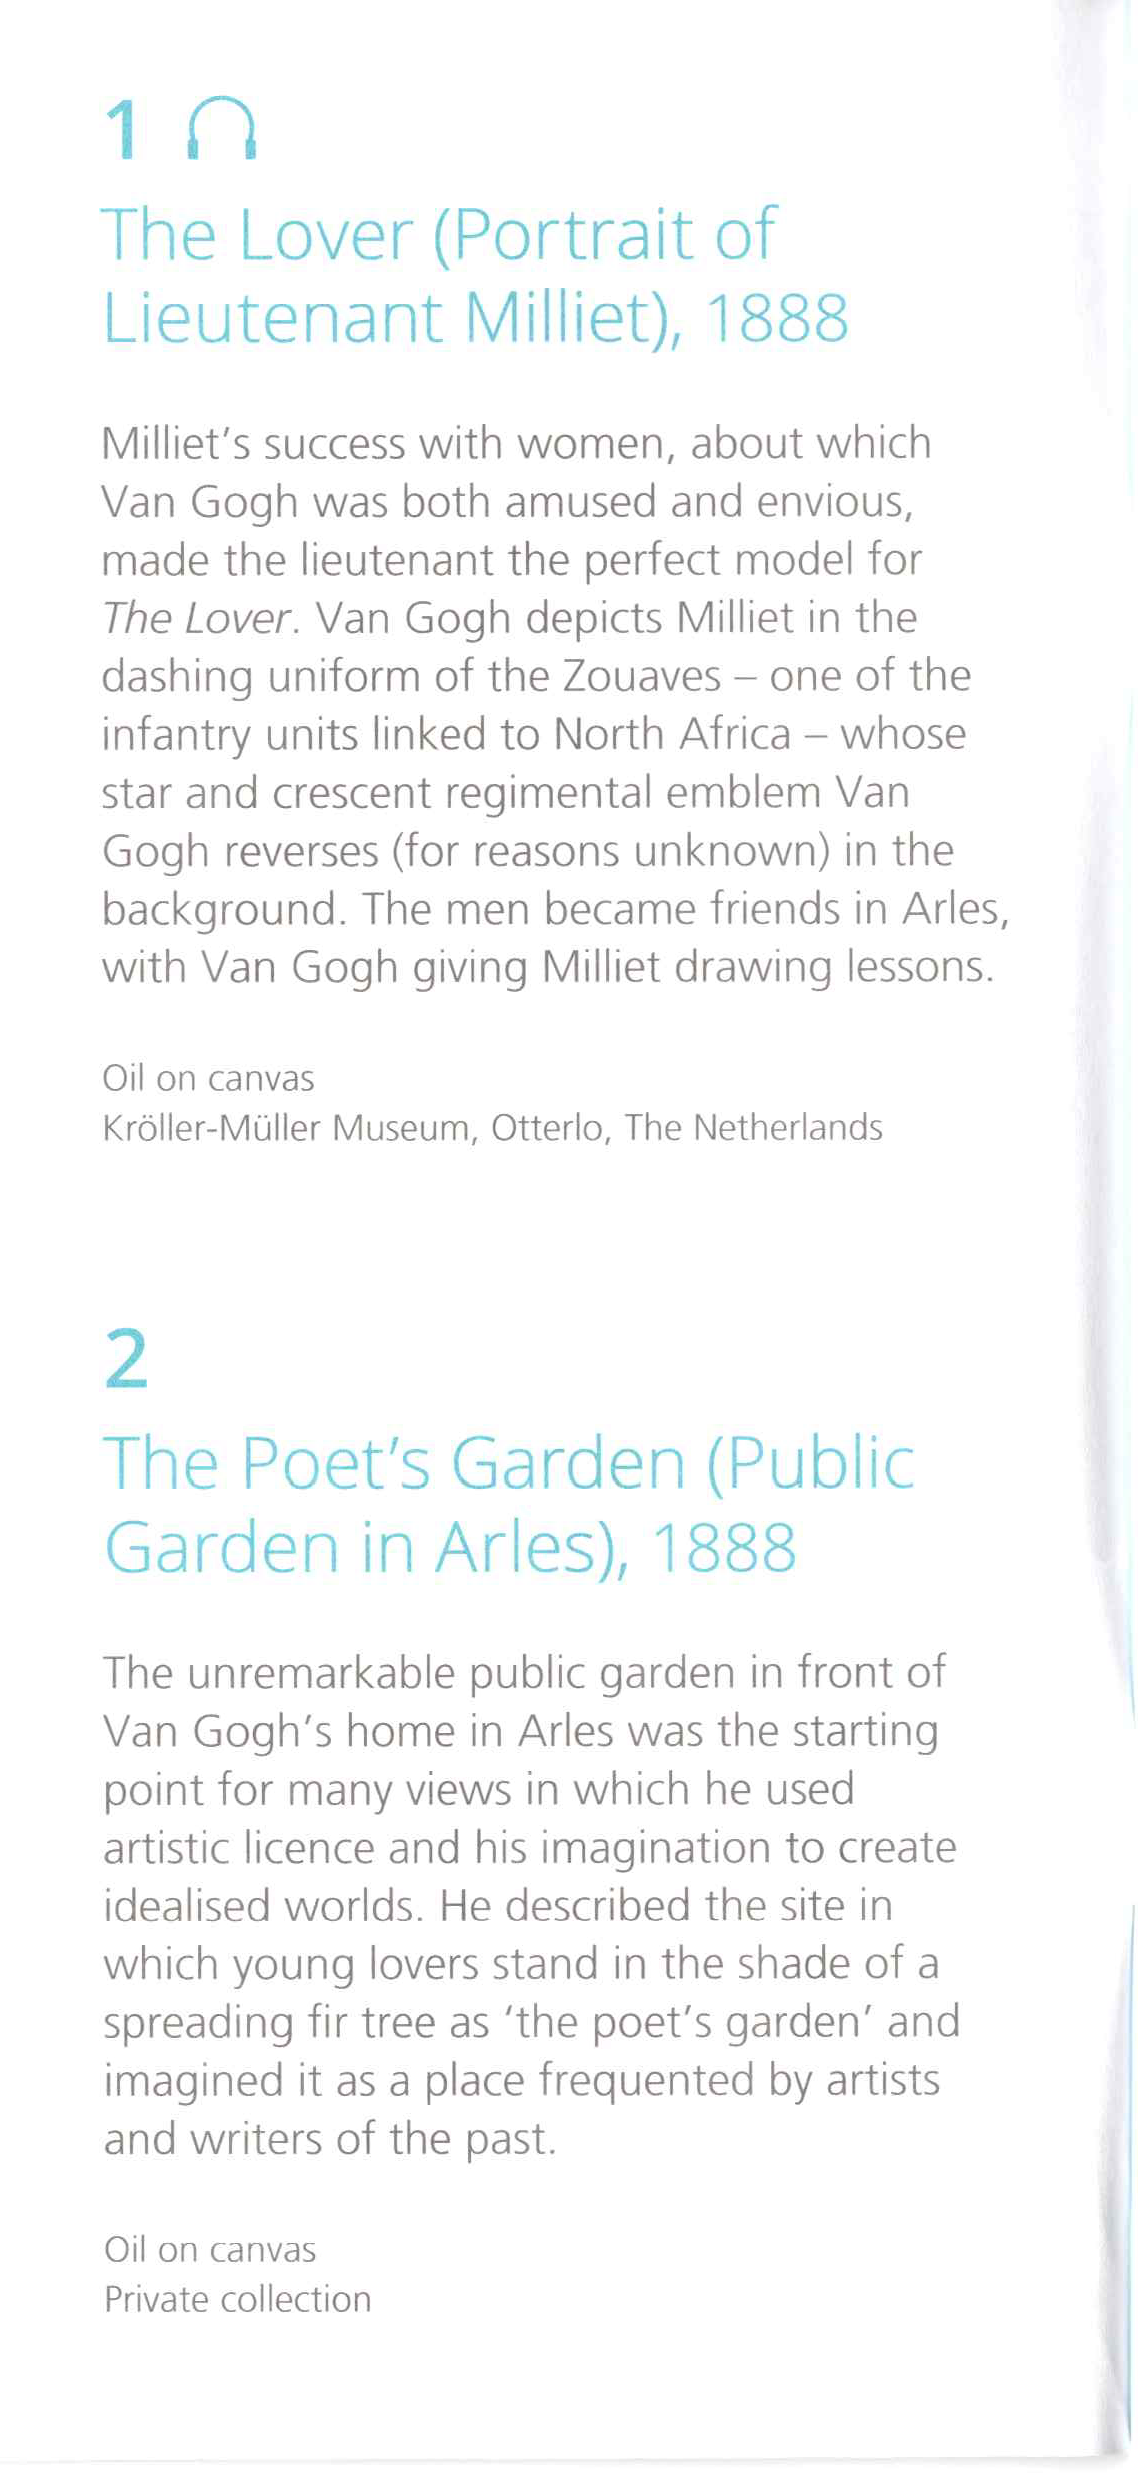 1
The Lover (Portrait of
Lieutenant Milliet), 1888
Milliet’s success with women, about which
Van Gogh was both amused and envious,
made the lieutenant the perfect model for
The Lover. Van Gogh depicts Milliet in the
dashing uniform of the Zouaves – one of the
infantry units linked to North Africa – whose
star and crescent regimental emblem Van
Gogh reverses (for reasons unknown) in the
background. The men became friends in Arles,
with Van Gogh giving Milliet drawing lessons.
Oil on canvas
Kröller-Müller Museum, Otterlo, The Netherlands
2
The Poet’s Garden (Public
Garden in Arles), 1888
The unremarkable public garden in front of
Van Gogh’s home in Arles was the starting
point for many views in which he used
artistic licence and his imagination to create
idealised worlds. He described the site in
which young lovers stand in the shade of a
spreading fir tree as ‘the poet’s garden’ and
imagined it as a place frequented by artists
and writers of the past.
Oil on canvas
Private collection